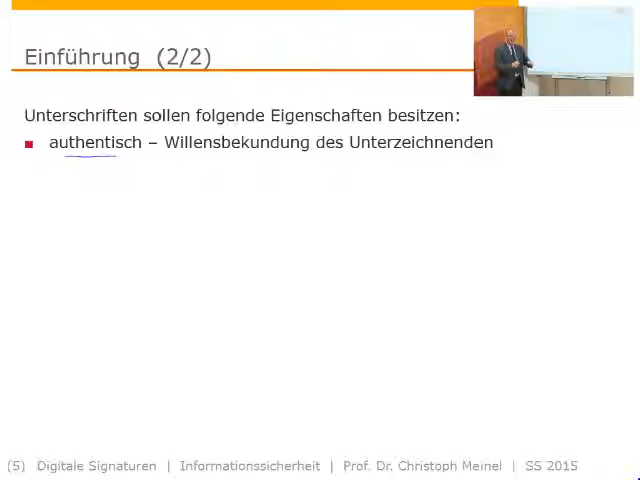 Einführung (2/2)
Unterschriften sollen folgende Eigenschaften besitzen:
authentisch – Willensbekundung des Unterzeichnenden
(5) Digitale Signaturen | Informationssicherheit | Prof. Dr. Christoph Meinel | SS 2015